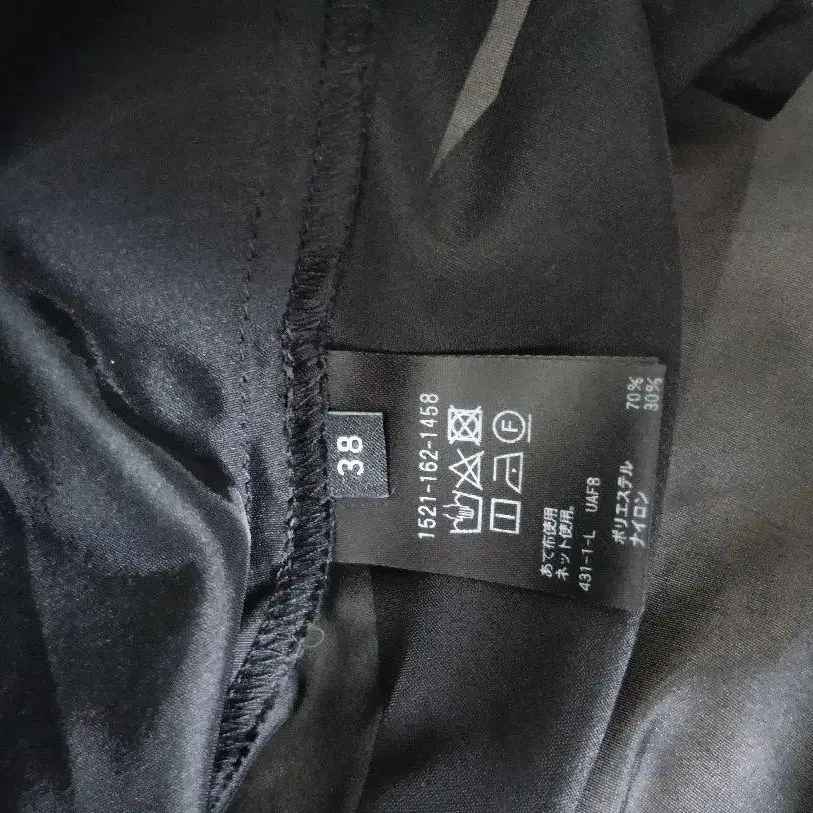 38
1521-162-1458
F
あて布使用
ネット使用。
431-1-L UAF8
ポリエステル 70%
ナイロン 30%